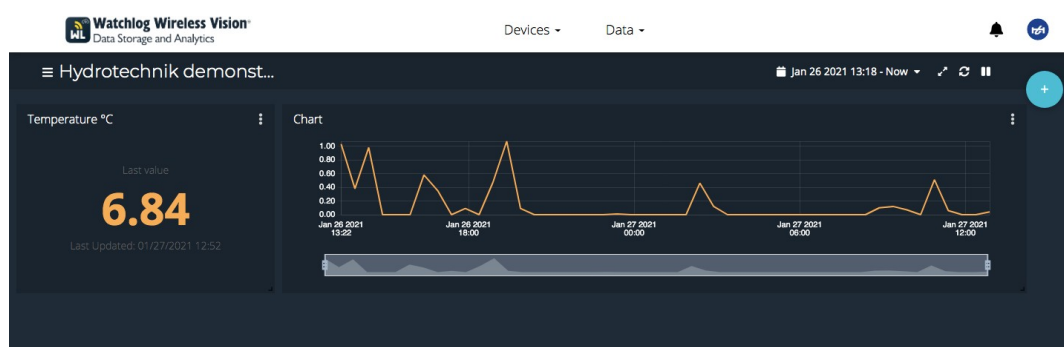 Watchlog Wireless Vision
WL
Data Storage and Analytics
Devices
Data
Hydrotechnik demonst...
Jan 26 2021 13:18 - Now
+
Temperature °C
Last value
6.84
Last Updated: 01/27/2021 12:52
Chart
1.00
0.80
0.60
0.40
0.20
0.00
Jan 26 2021
13:22
Jan 26 2021
18:00
Jan 27 2021
00:00
Jan 27 2021
06:00
Jan 27 2021
12:00